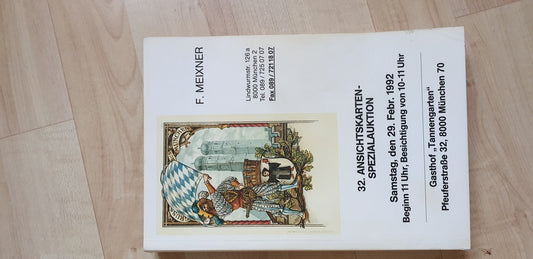 F. MEIXNER
Lindwurmstr. 126 a
8000 München 2
Tel. 089 / 725 07 07
Fax 089 / 721 18 07
32. ANSICHTSKARTEN-
SPEZIALAUKTION
Samstag, den 29. Febr. 1992
Beginn 11 Uhr, Besichtigung von 10-11 Uhr
Gasthof „Tannengarten"
Pfeuferstraße 32, 8000 München 70